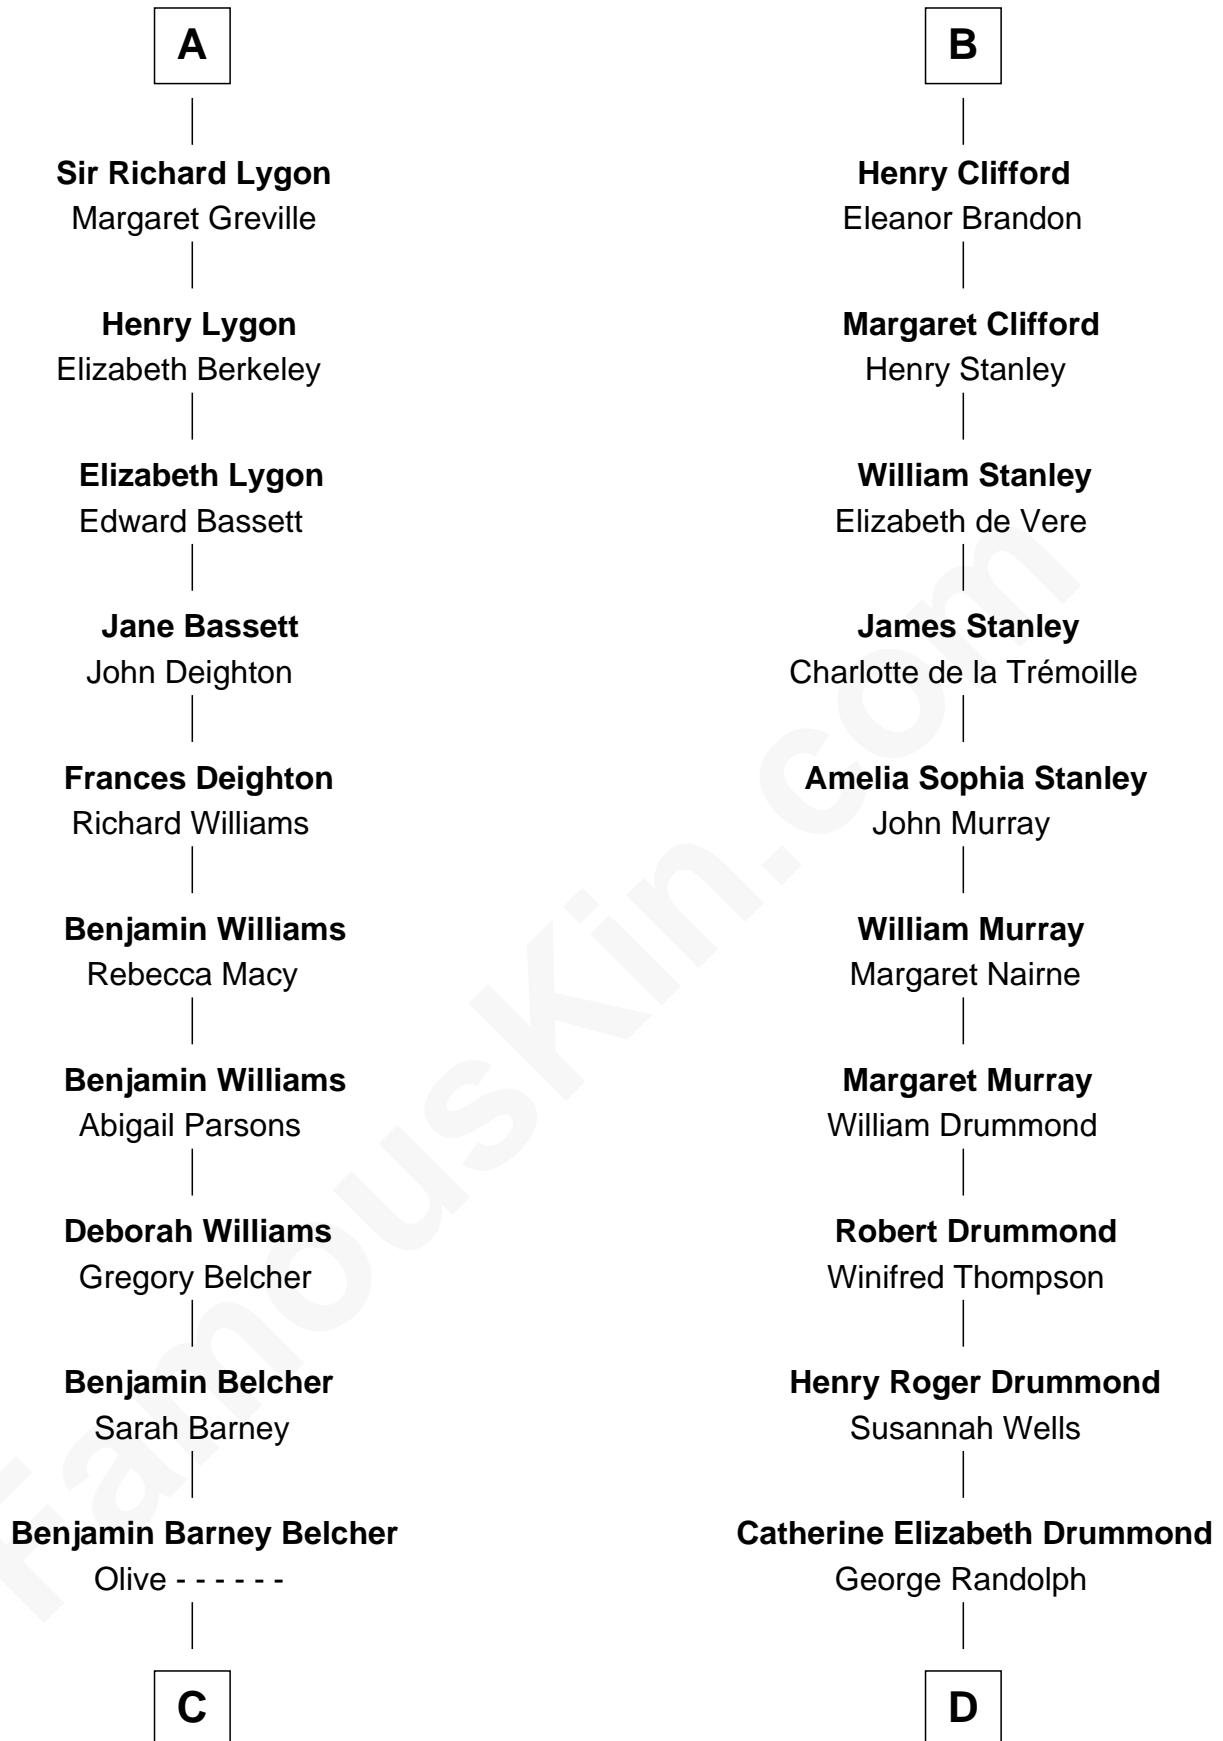 A
Sir Richard Lygon
Margaret Greville
Henry Lygon
Elizabeth Berkeley
Elizabeth Lygon
Edward Bassett
Jane Bassett
John Deighton
Frances Deighton
Richard Williams
Benjamin Williams
Rebecca Macy
Benjamin Williams
Abigail Parsons
Deborah Williams
Gregory Belcher
Benjamin Belcher
Sarah Barney
Benjamin Barney Belcher
Olive - - - - - -
C
B
Henry Clifford
Eleanor Brandon
Margaret Clifford
Henry Stanley
William Stanley
Elizabeth de Vere
James Stanley
Charlotte de la Trémoille
Amelia Sophia Stanley
John Murray
William Murray
Margaret Nairne
Margaret Murray
William Drummond
Robert Drummond
Winifred Thompson
Henry Roger Drummond
Susannah Wells
Catherine Elizabeth Drummond
George Randolph
D
FamousKin.com